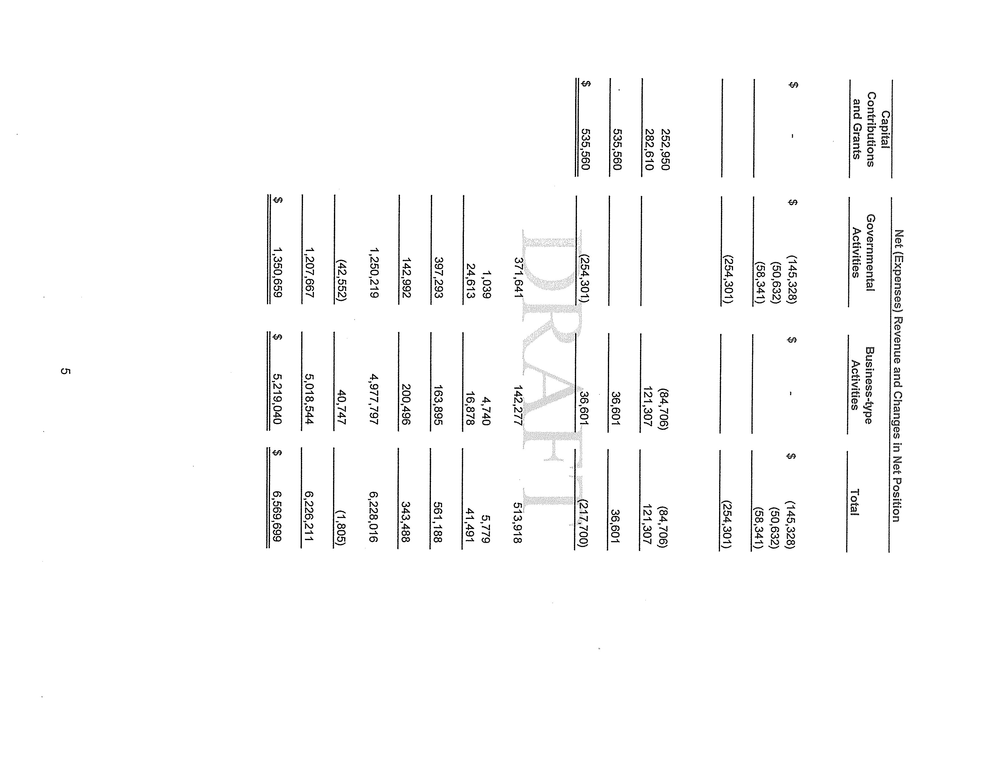 Net (Expenses) Revenue and Changes in Net Position
Capital
Contributions Governmental Business-type
and Grants Activities Activities Total
$ - $ (145,328) $ - $ (145,328)
(50,632) (50,632)
(58,341) (58,341)
(254,301) (254,301)
252,950 (84,706) (84,706)
282,610 121,307 121,307
535,560 36,601 36,601
$ 535,560 (254,301) 36,601 (217,700)
DRAFT
371,641 142,277 513,918
1,039 4,740 5,779
24,613 16,878 41,491
397,293 163,895 561,188
142,992 200,496 343,488
1,250,219 4,977,797 6,228,016
(42,552) 40,747 (1,805)
1,207,667 5,018,544 6,226,211
$ 1,350,659 $ 5,219,040 $ 6,569,699
5